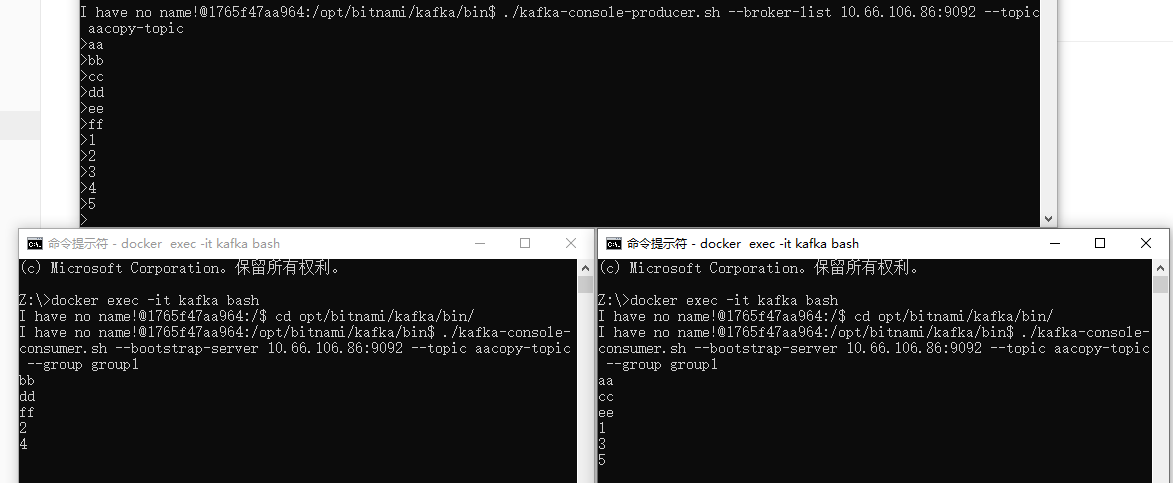 I have no name!@1765f47aa964:/opt/bitnami/kafka/bin$ ./kafka-console-producer.sh --broker-list 10.66.106.86:9092 --topic
aacopy-topic
>aa
>bb
>cc
>dd
>ee
>ff
>1
>2
>3
>4
>5
>
命令提示符 - docker  exec -it kafka bash
(c) Microsoft Corporation。保留所有权利。
Z:\>docker exec -it kafka bash
I have no name!@1765f47aa964:/$ cd opt/bitnami/kafka/bin/
I have no name!@1765f47aa964:/opt/bitnami/kafka/bin$ ./kafka-console-
consumer.sh --bootstrap-server 10.66.106.86:9092 --topic aacopy-topic
--group group1
bb
dd
ff
2
4
命令提示符 - docker  exec -it kafka bash
(c) Microsoft Corporation。保留所有权利。
Z:\>docker exec -it kafka bash
I have no name!@1765f47aa964:/$ cd opt/bitnami/kafka/bin/
I have no name!@1765f47aa964:/opt/bitnami/kafka/bin$ ./kafka-console-
consumer.sh --bootstrap-server 10.66.106.86:9092 --topic aacopy-topic
--group group1
aa
cc
ee
1
3
5